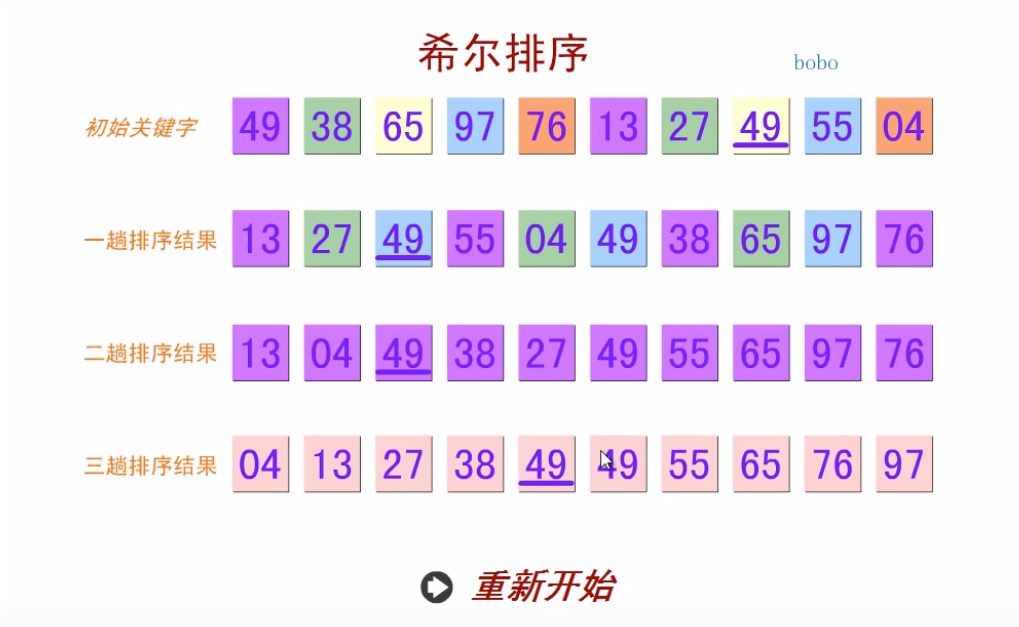 希尔排序
bobo
初始关键字 49 38 65 97 76 13 27 49 55 04
一趟排序结果 13 27 49 55 04 49 38 65 97 76
二趟排序结果 13 04 49 38 27 49 55 65 97 76
三趟排序结果 04 13 27 38 49 49 55 65 76 97
重新开始